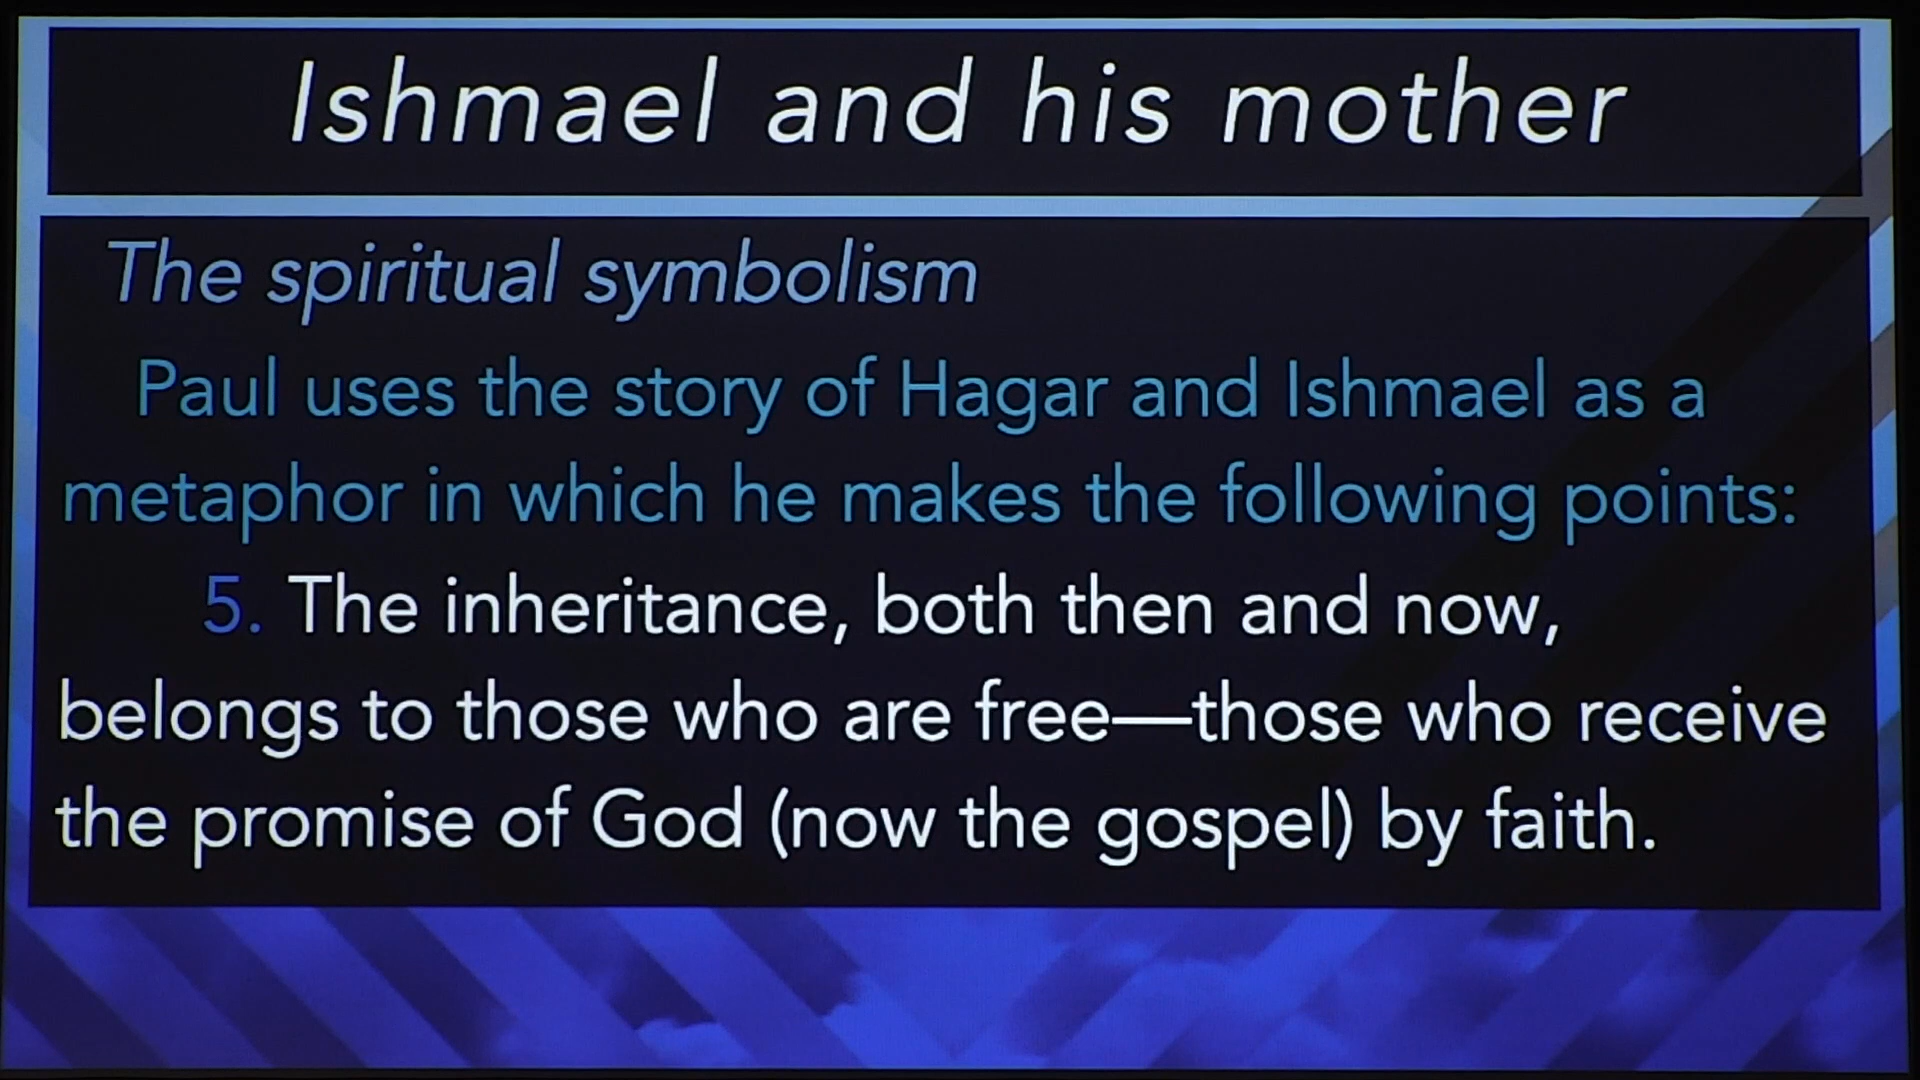 Ishmael and his mother
The spiritual symbolism
Paul uses the story of Hagar and Ishmael as a
metaphor in which he makes the following points:
5. The inheritance, both then and now,
belongs to those who are free—those who receive
the promise of God (now the gospel) by faith.